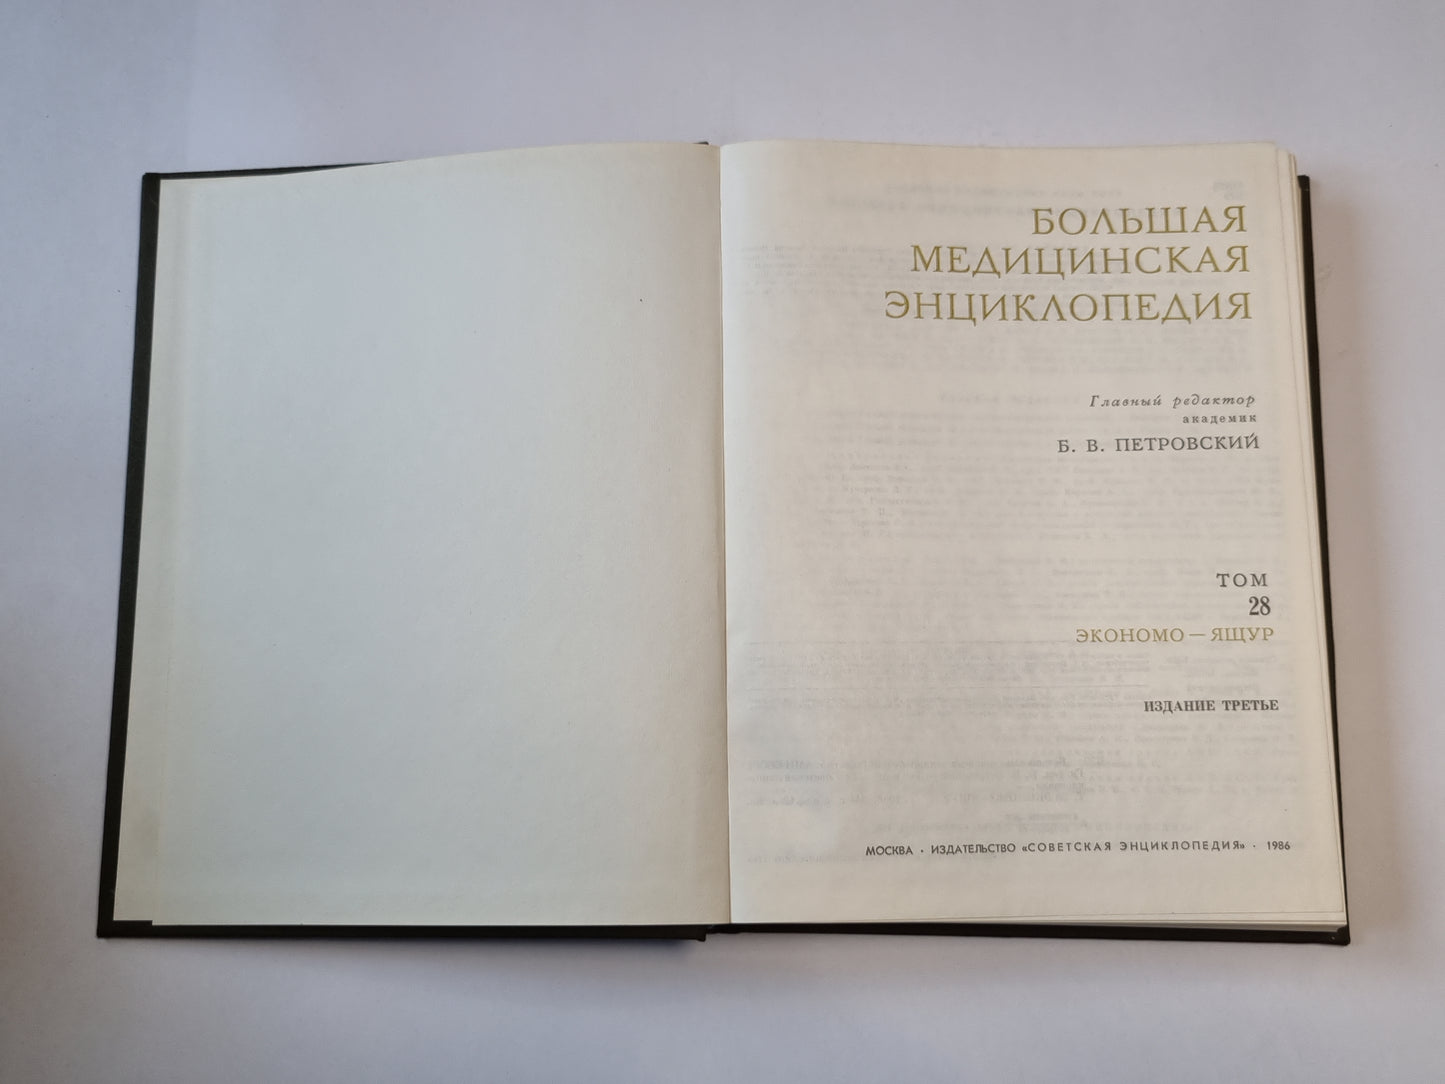 БОЛЬШАЯ
МЕДИЦИНСКАЯ
ЭНЦИКЛОПЕДИЯ
Главный редактор
академик
Б. В. ПЕТРОВСКИЙ
ТОМ
28
ЭКОНОМО — ЯЩУР
ИЗДАНИЕ ТРЕТЬЕ
МОСКВА · ИЗДАТЕЛЬСТВО «СОВЕТСКАЯ ЭНЦИКЛОПЕДИЯ» · 1986